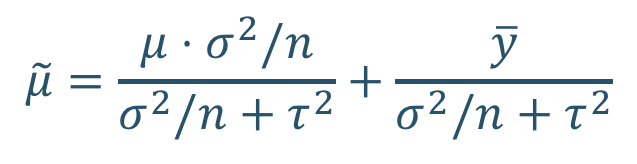 μ̃ = (μ · σ²/n)/(σ²/n + τ²) + ȳ/(σ²/n + τ²)